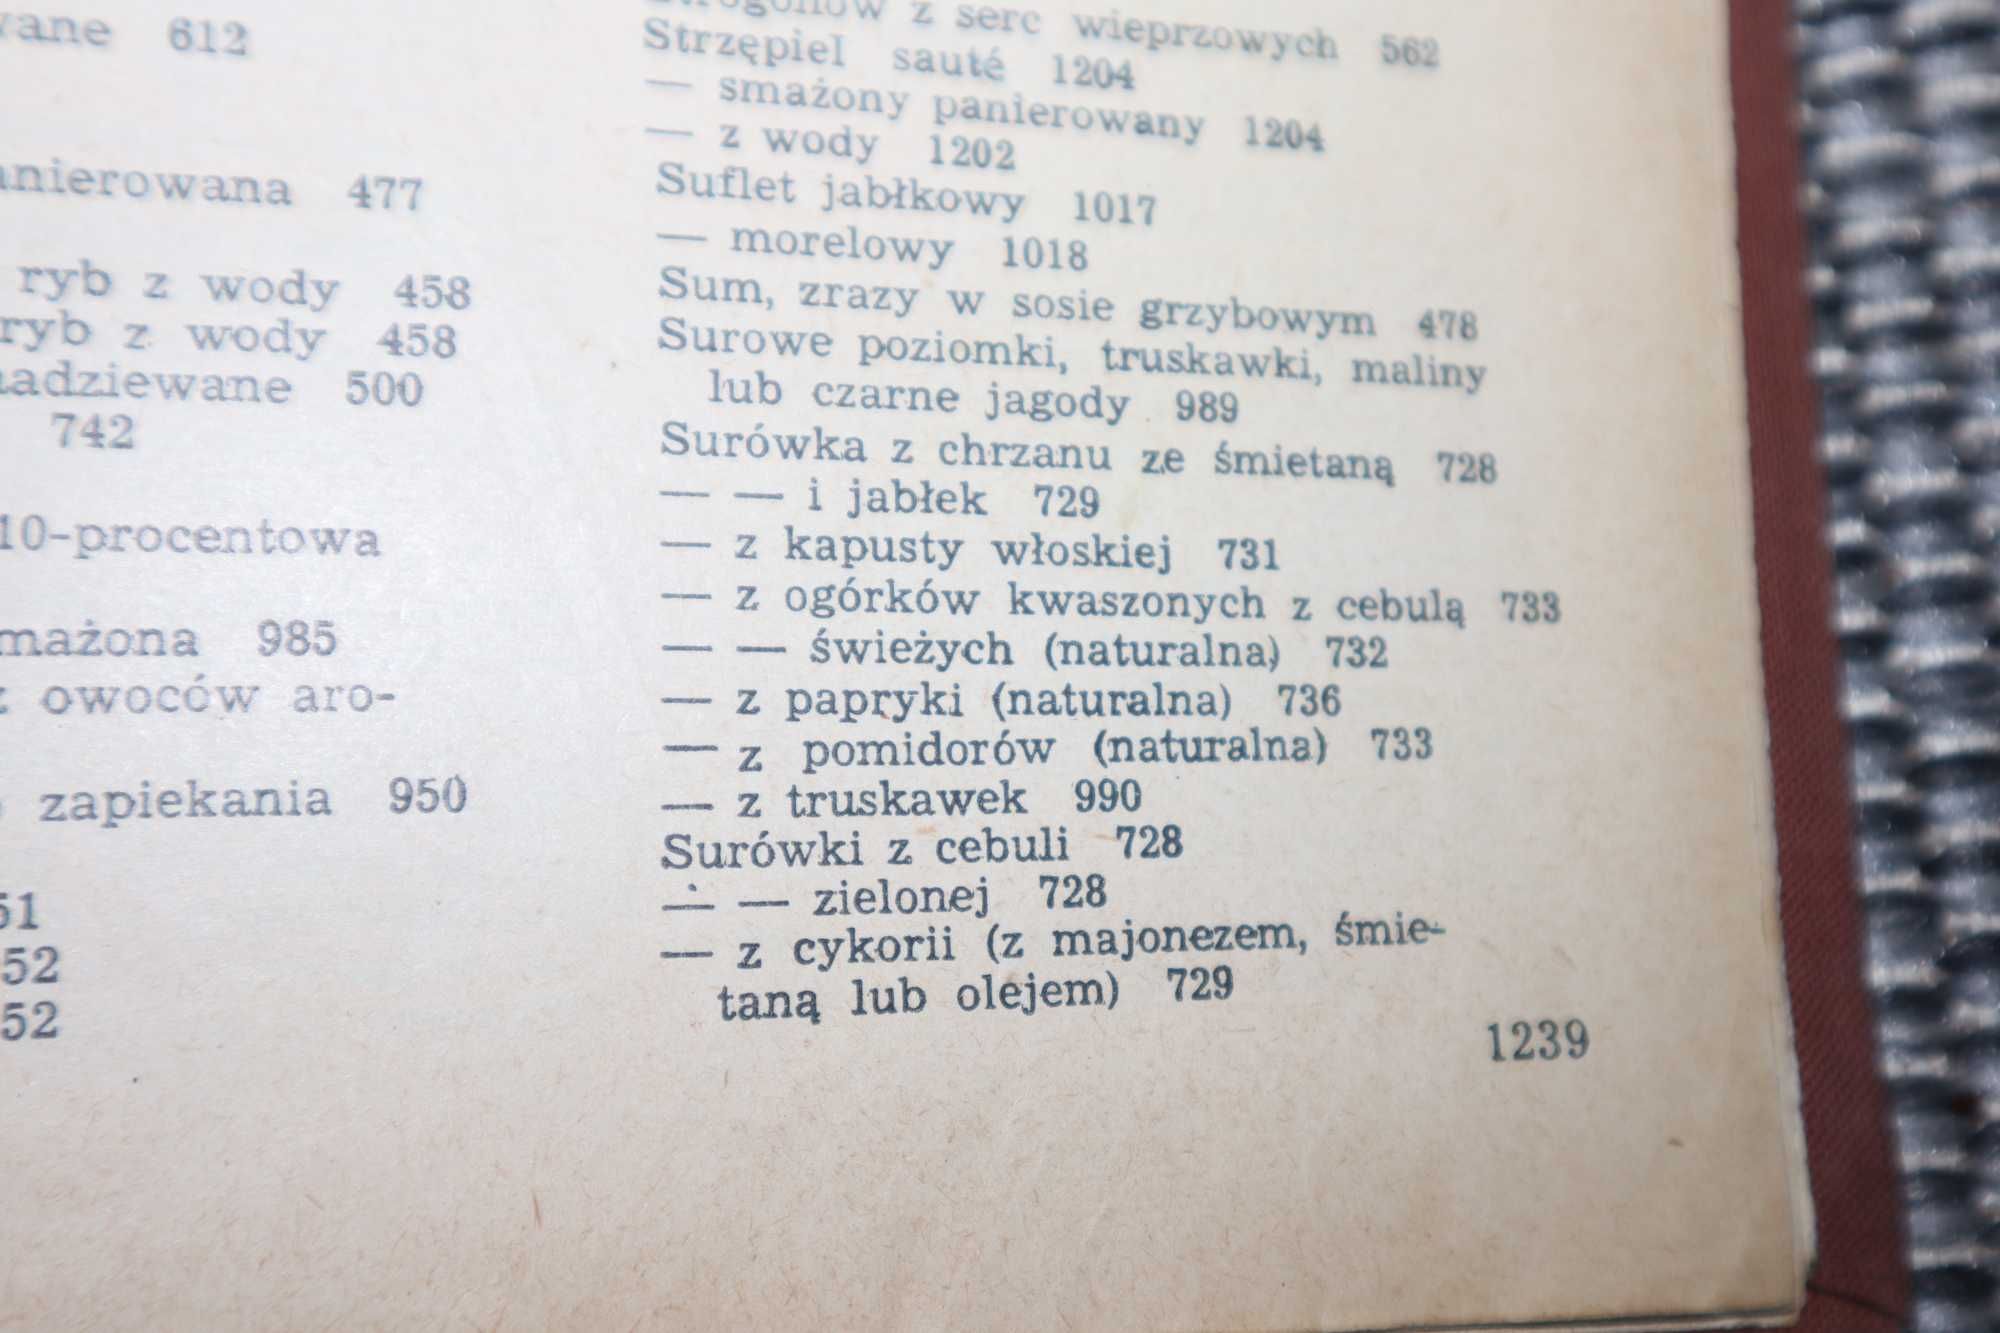 612
477
ryb z wody 458
ryb z wody 458
500
742
10-procentowa
985
owoców aro-
zapiekania 950
51
52
52
z serc wieprzowych 562
Strzępiel sauté 1204
— smażony panierowany 1204
— z wody 1202
Suflet jabłkowy 1017
— morelowy 1018
Sum, zrazy w sosie grzybowym 478
Surowe poziomki, truskawki, maliny
lub czarne jagody 989
Surówka z chrzanu ze śmietaną 728
— — i jabłek 729
— z kapusty włoskiej 731
— z ogórków kwaszonych z cebulą 733
— — świeżych (naturalna) 732
— z papryki (naturalna) 736
— z pomidorów (naturalna) 733
— z truskawek 990
Surówki z cebuli 728
— — zielonej 728
— z cykorii (z majonezem, śmie-
taną lub olejem) 729
1239